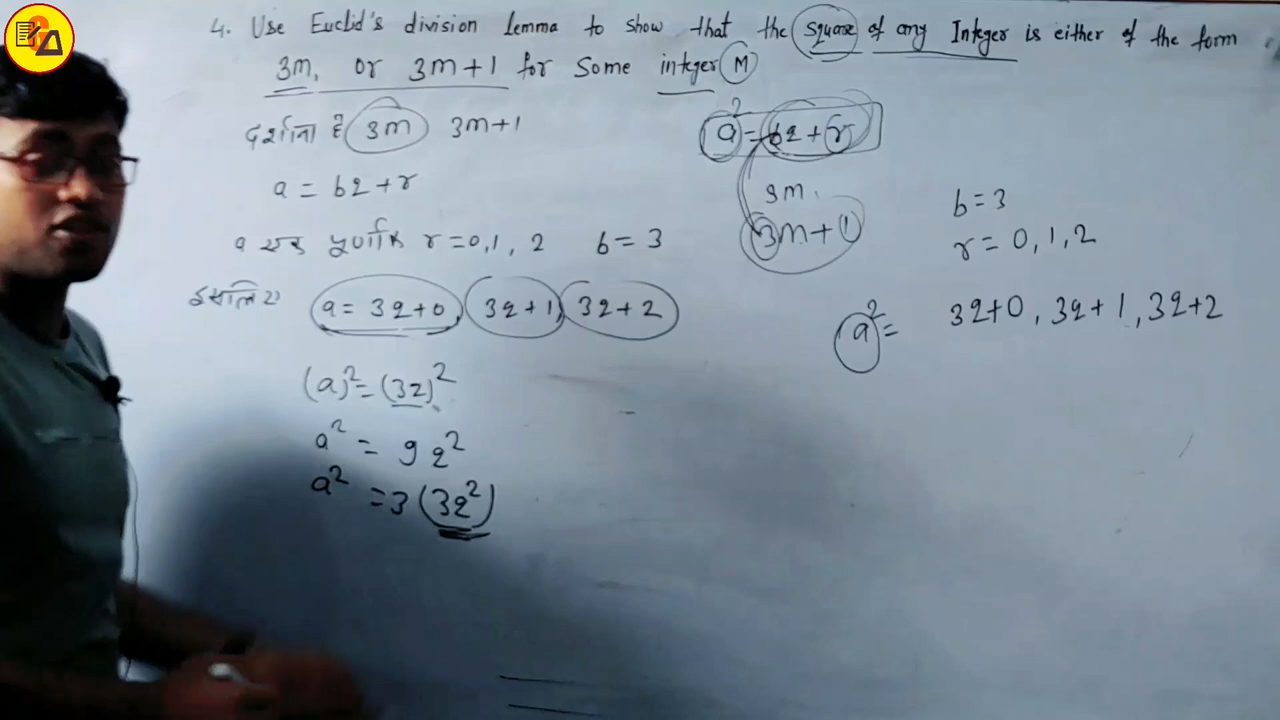 4. Use Euclid's division lemma to show that the square of any Integer is either of the form
3m, or 3m+1 for some integer M
दर्शाना है 3m 3m+1
a² = bq+r
a = bq+r
3m.
3m+1
b=3
r = 0, 1, 2
a एक पूर्णांक r=0,1, 2 b=3
इसलिए a = 3q+0, 3q+1, 3q+2
a² = 3q+0, 3q+1, 3q+2
(a)² = (3q)²
a² = 9q²
a² = 3(3q²)